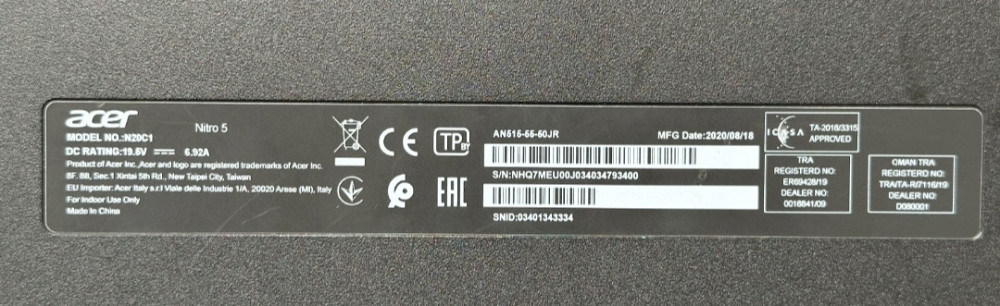 acer
Nitro 5
MODEL NO.:N20C1
DC RATING:19.5V 6.92A
Product of Acer Inc.,Acer and logo are registered trademarks of Acer Inc.
8F. 88, Sec.1 Xintai 5th Rd., New Taipei City, Taiwan
EU Importer: Acer Italy s.r.l Viale delle Industrie 1/A, 20020 Arese (MI), Italy
For Indoor Use Only
Made in China
CE
TP
BY
EAC
AN515-55-50JR
MFG Date:2020/08/18
S/N:NHQ7MEU00J034034793400
SNID:03401343334
ICASA
TA-2018/3315
APPROVED
TRA
REGISTERD NO:
ER69428/19
DEALER NO:
0016841/09
OMAN TRA
REGISTERED NO:
TRA/TA-R/7116/19
DEALER NO:
D080001